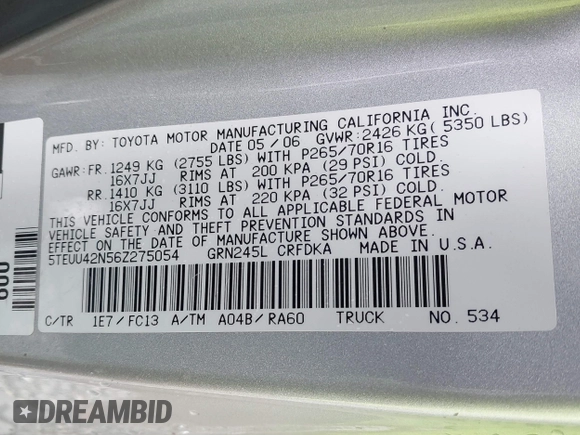 MFD. BY: TOYOTA MOTOR MANUFACTURING CALIFORNIA INC.
DATE 05 / 06 GVWR: 2426 KG( 5350 LBS)
GAWR: FR. 1249 KG (2755 LBS) WITH P265/70R16 TIRES
16X7JJ RIMS AT 200 KPA (29 PSI) COLD.
RR. 1410 KG (3110 LBS) WITH P265/70R16 TIRES
16X7JJ RIMS AT 220 KPA (32 PSI) COLD.
THIS VEHICLE CONFORMS TO ALL APPLICABLE FEDERAL MOTOR
VEHICLE SAFETY AND THEFT PREVENTION STANDARDS
IN EFFECT ON THE DATE OF MANUFACTURE SHOWN ABOVE.
5TEUU42N56Z275054 GRN245L CRFDKA MADE IN U.S.A.
C/TR 1E7 / FC13 A/TM A04B / RA60 TRUCK NO. 534
DREAMBID